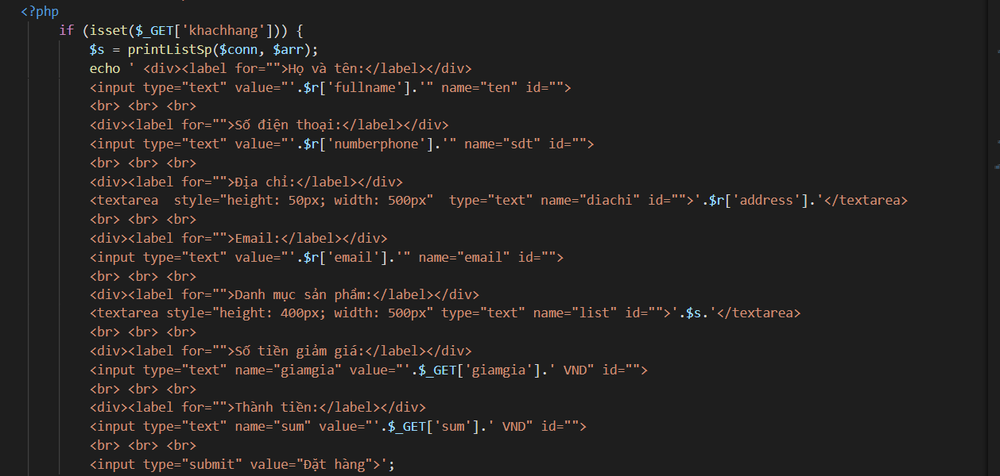 <?php
if (isset($_GET['khachhang'])) {
$s = printListSp($conn, $arr);
echo ' <div><label for="">Họ và tên:</label></div>
<input type="text" value="'.$r['fullname'].'" name="ten" id="">
<br> <br> <br>
<div><label for="">Số điện thoại:</label></div>
<input type="text" value="'.$r['numberphone'].'" name="sdt" id="">
<br> <br> <br>
<div><label for="">Địa chỉ:</label></div>
<textarea  style="height: 50px; width: 500px"  type="text" name="diachi" id="">'.$r['address'].'</textarea>
<br> <br> <br>
<div><label for="">Email:</label></div>
<input type="text" value="'.$r['email'].'" name="email" id="">
<br> <br> <br>
<div><label for="">Danh mục sản phẩm:</label></div>
<textarea style="height: 400px; width: 500px" type="text" name="list" id="">'.$s.'</textarea>
<br> <br> <br>
<div><label for="">Số tiền giảm giá:</label></div>
<input type="text" name="giamgia" value="'.$_GET['giamgia'].' VND" id="">
<br> <br> <br>
<div><label for="">Thành tiền:</label></div>
<input type="text" name="sum" value="'.$_GET['sum'].' VND" id="">
<br> <br> <br>
<input type="submit" value="Đặt hàng">';